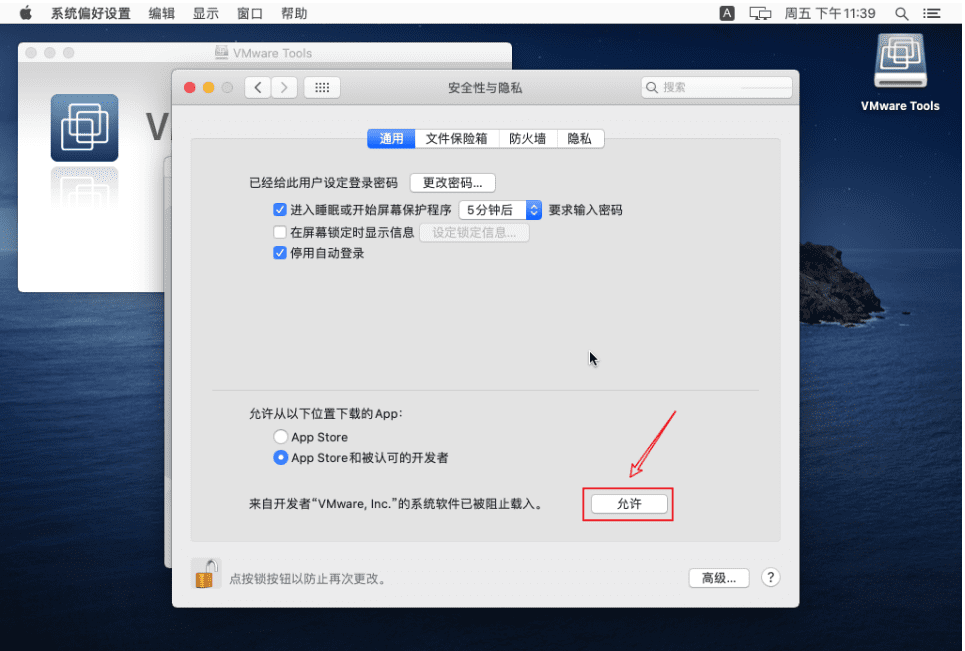 系统偏好设置 编辑 显示 窗口 帮助 A 周五 下午11:39
VMware Tools
安全性与隐私
搜索
VMware Tools
V
通用 文件保险箱 防火墙 隐私
已经给此用户设定登录密码 更改密码...
进入睡眠或开始屏幕保护程序 5分钟后 要求输入密码
在屏幕锁定时显示信息 设定锁定信息...
停用自动登录
允许从以下位置下载的App：
App Store
App Store和被认可的开发者
来自开发者“VMware, Inc.”的系统软件已被阻止载入。 允许
点按锁按钮以防止再次更改。 高级... ?